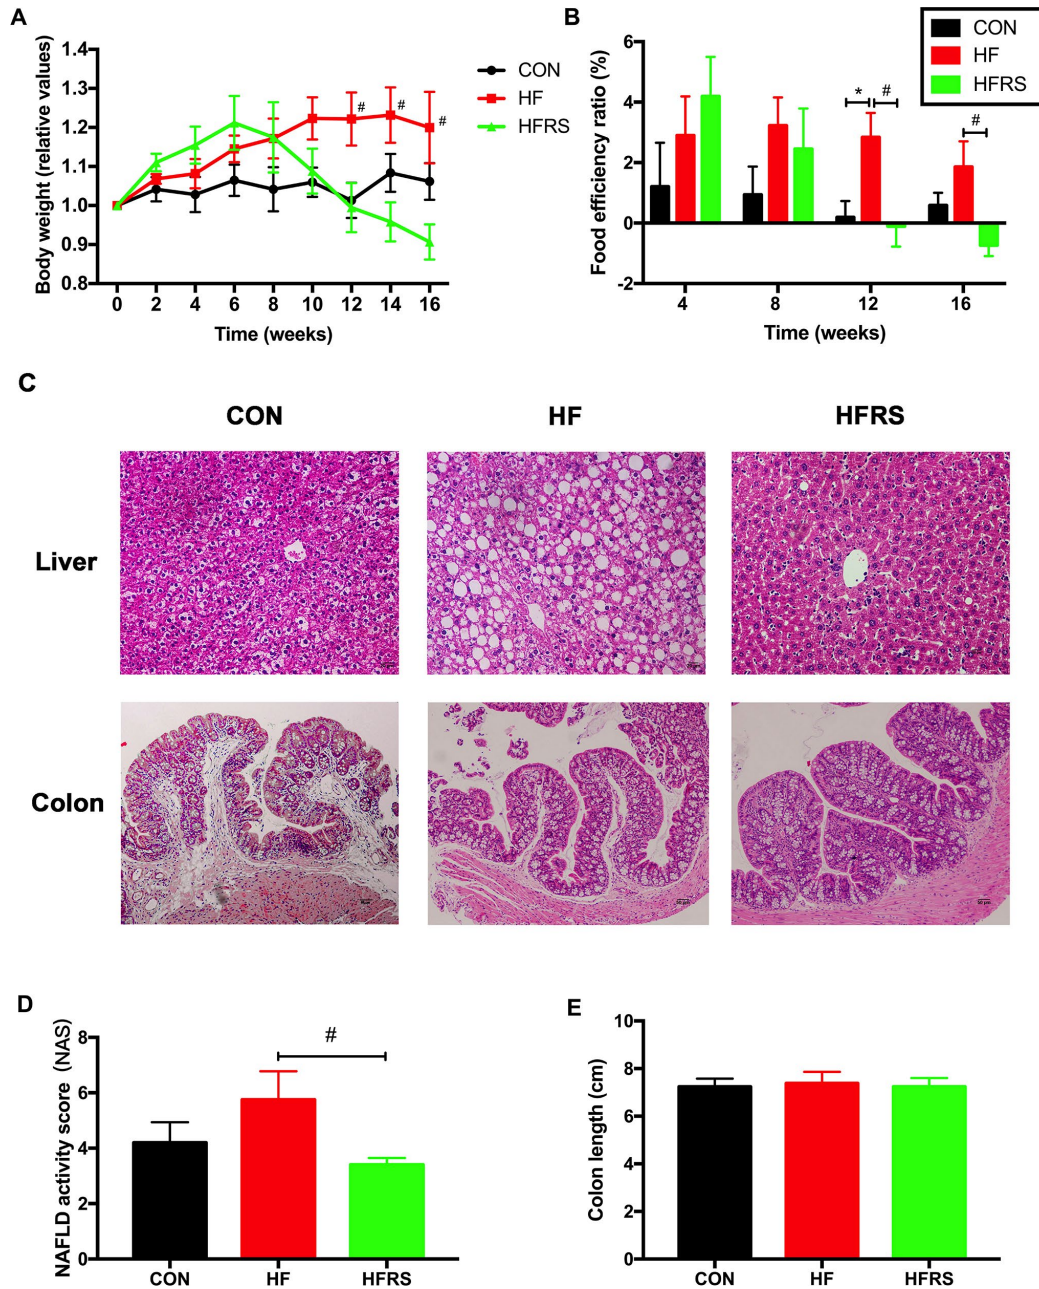 A
Body weight (relative values)
1.4
1.3
1.2
1.1
1.0
0.9
0.8
0 2 4 6 8 10 12 14 16
Time (weeks)
# # #
CON
HF
HFRS
B
Food efficiency ratio (%)
6
4
2
0
-2
4 8 12 16
Time (weeks)
* # #
CON
HF
HFRS
C
CON HF HFRS
Liver
Colon
50 μm
50 μm
D
NAFLD activity score (NAS)
8
6
4
2
0
#
CON HF HFRS
E
Colon length (cm)
10
8
6
4
2
0
CON HF HFRS